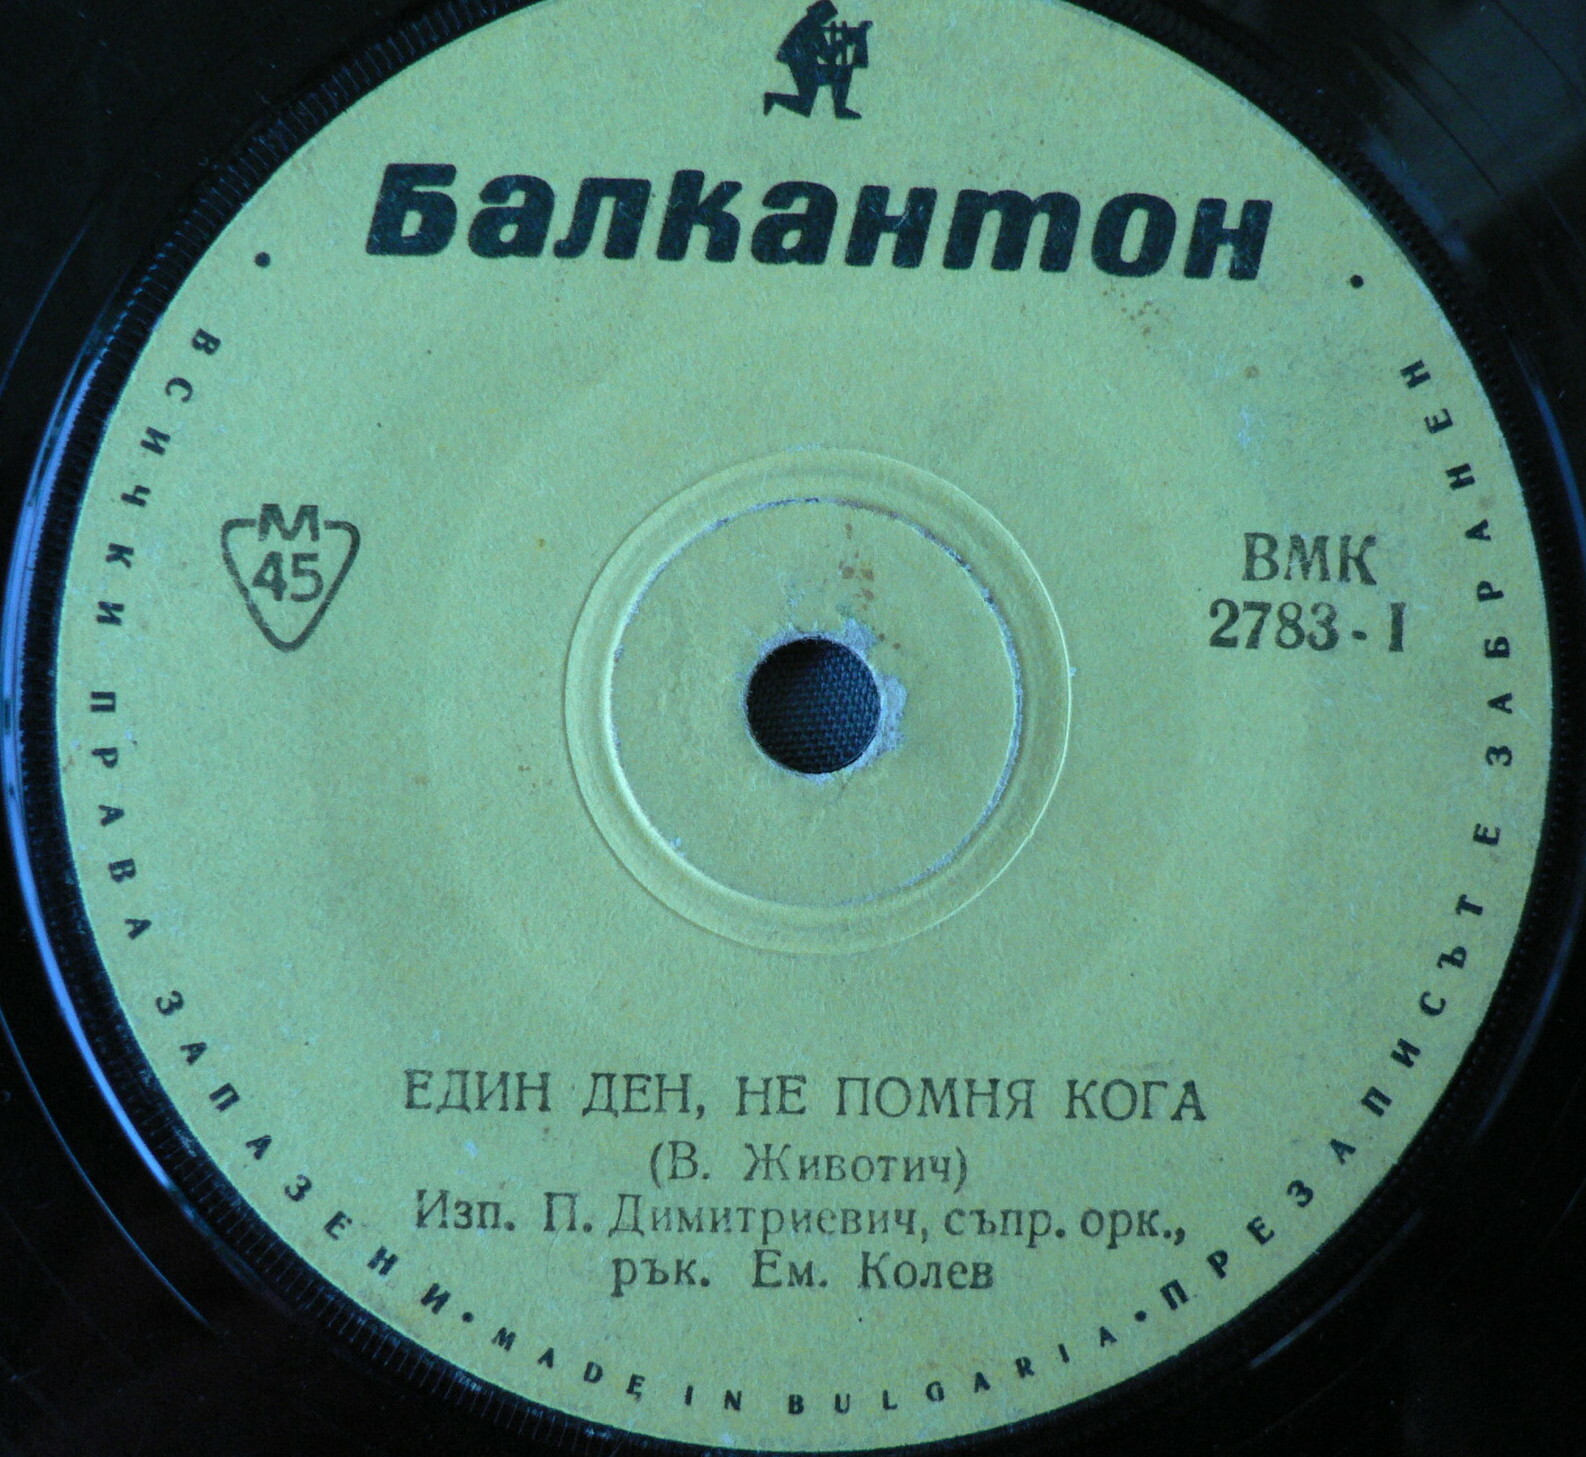 Балкантон
М
45
ВМК
2783 - I
ЕДИН ДЕН, НЕ ПОМНЯ КОГА
(В. Животич)
Изп. П. Димитриевич, съпр. орк.,
рък. Ем. Колев
• ВСИЧКИ ПРАВА ЗАПАЗЕНИ • MADE IN BULGARIA • ПРЕЗАПИСЪТ Е ЗАБРАНЕН •